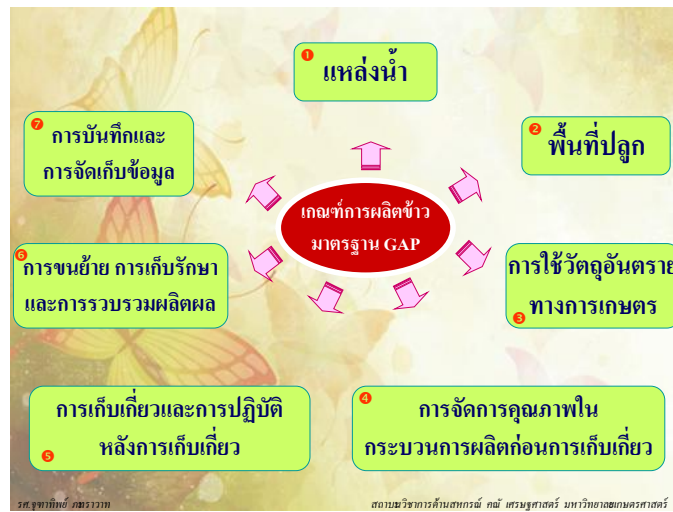 ❶
แหล่งน้ำ
❷
พื้นที่ปลูก
การใช้วัตถุอันตราย
❸ ทางการเกษตร
❹ การจัดการคุณภาพใน
กระบวนการผลิตก่อนการเก็บเกี่ยว
การเก็บเกี่ยวและการปฏิบัติ
❺ หลังการเก็บเกี่ยว
❻ การขนย้าย การเก็บรักษา
และการรวบรวมผลิตผล
❼ การบันทึกและ
การจัดเก็บข้อมูล
เกณฑ์การผลิตข้าว
มาตรฐาน GAP
รศ.จุฑาทิพย์ ภัทราวาท
สถาบันวิชาการด้านสหกรณ์ คณะ เศรษฐศาสตร์ มหาวิทยาลัยเกษตรศาสตร์